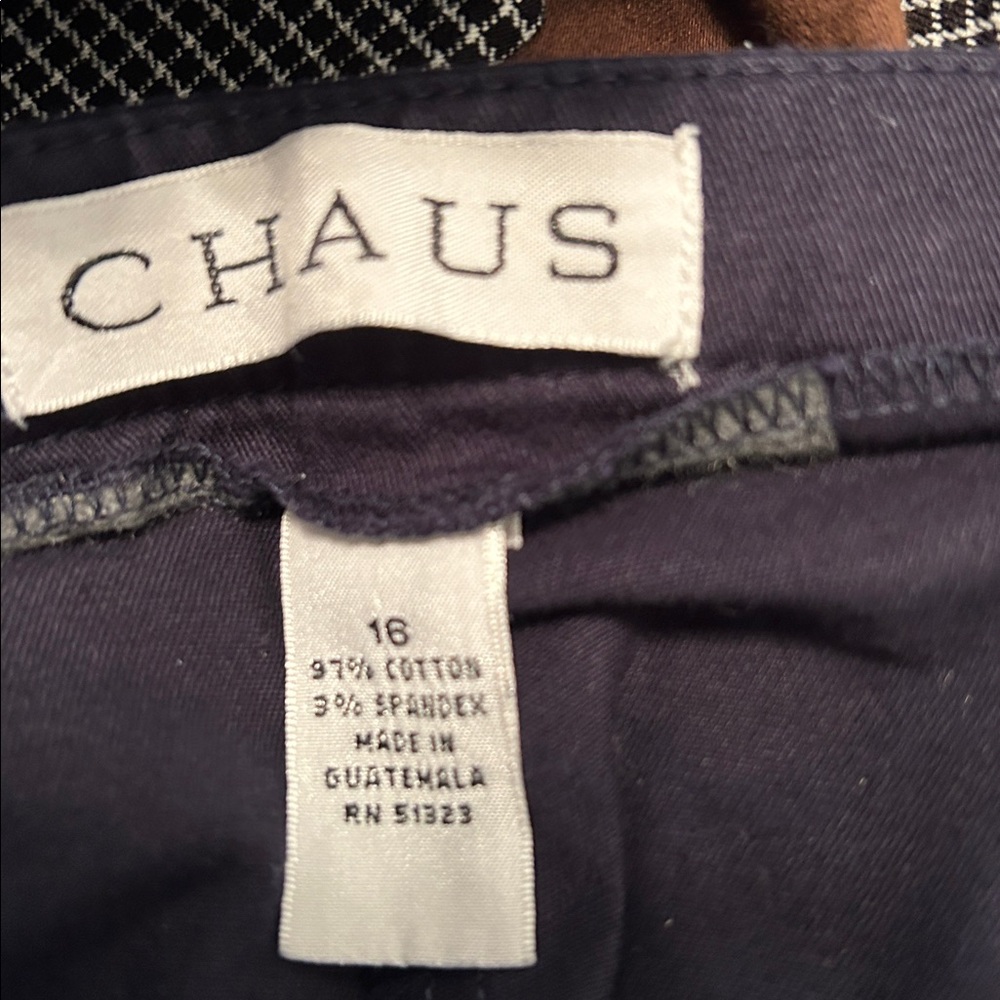 CHAUS
16
97% COTTON
3% SPANDEX
MADE IN
GUATEMALA
RN 51323